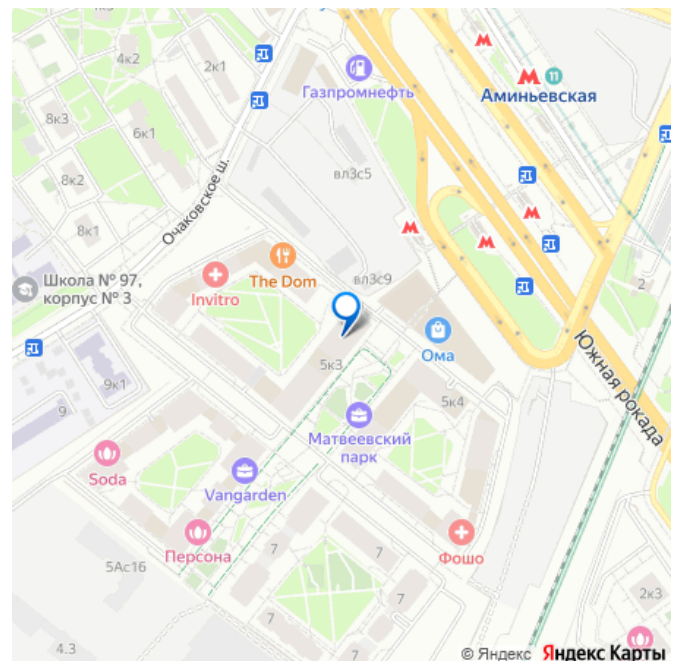 4к2
2к1
Газпромнефть
11
Аминьевская
8к3
6к1
вл3с5
8к2
Очаковское ш.
8к1
Школа № 97,
корпус № 3
Invitro
The Dom
вл3с9
2
Ома
Южная рокада
5к3
9к1
9
5к4
Матвеевский
парк
Soda
Vangarden
Персона
Фошо
5Ас16
7
7
7
7
2к3
4.3
© Яндекс Яндекс Карты